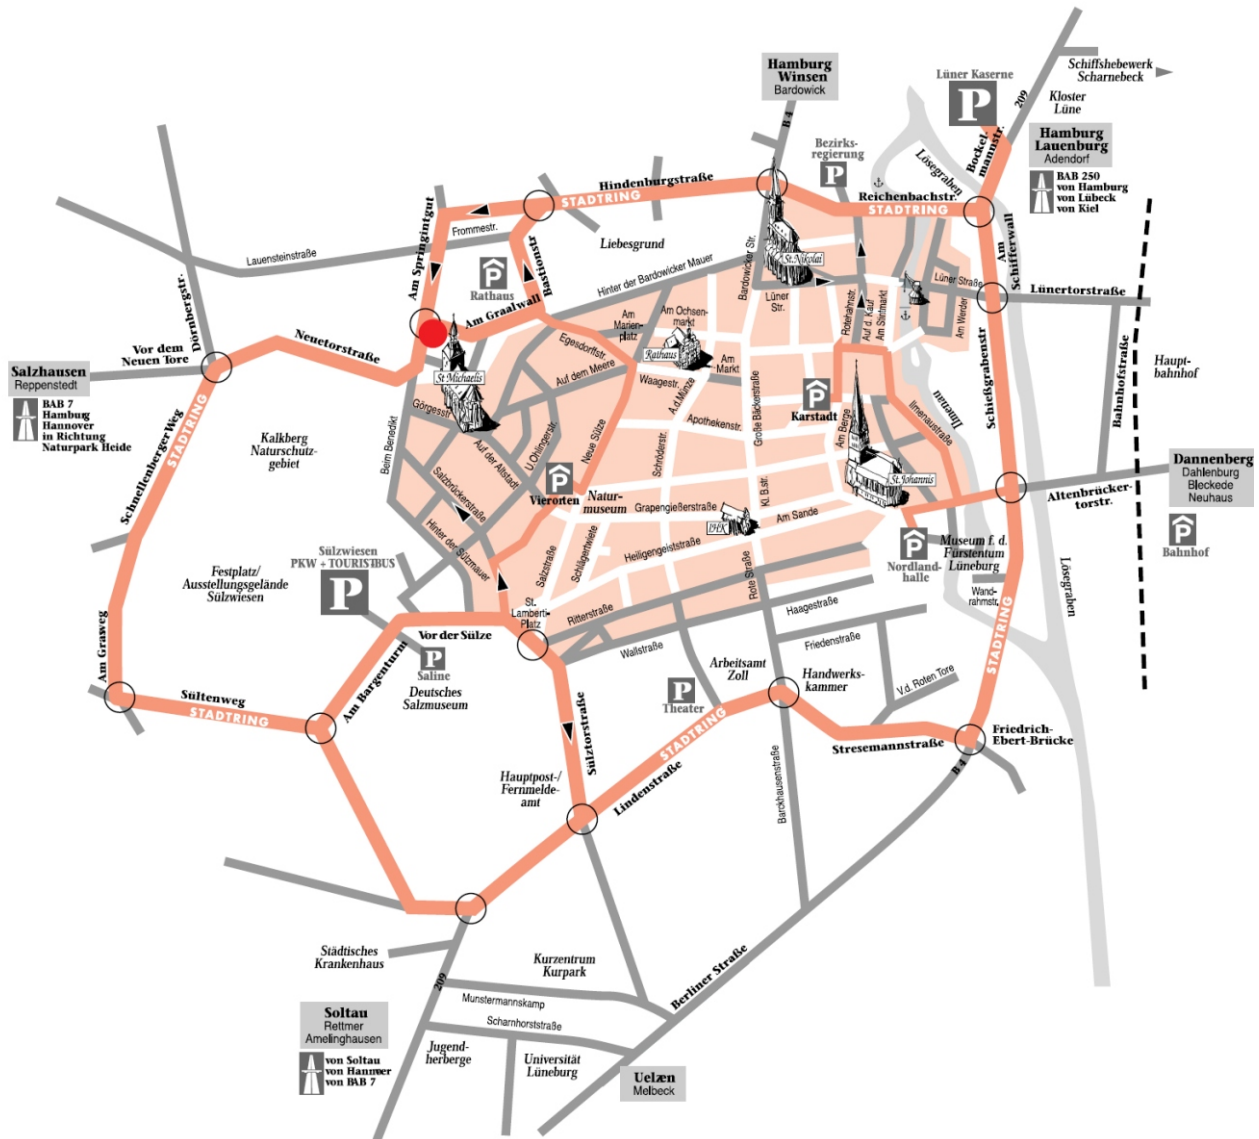 Hamburg
Winsen
Bardowick
B 4
Lüner Kaserne
P
209
Schiffshebewerk
Scharnebeck
Kloster
Lüne
Bockel-
mannstr.
Hamburg
Lauenburg
Adendorf
BAB 250
von Hamburg
von Lübeck
von Kiel
Bezirks-
regierung
P
Lösegraben
Hindenburgstraße
STADTRING
Reichenbachstr.
STADTRING
Am
Schifferwall
Am Springintgut
Frommestr.
Lauensteinstraße
Bastionstr
Liebesgrund
P
Rathaus
Hinter der Bardowicker Mauer
Bardowicker Str.
St.Nikolai
Lüner
Str.
Lüner Straße
Lünertorstraße
Am Werder
Rotehahnstr.
Auf d. Kauf
Am Stintmarkt
Dörnbergstr.
Am Graalwall
Am
Marien-
platz
Am Ochsen-
markt
Rathaus
Am
Markt
Egesdorffstr.
Auf dem Meere
Waagestr.
A.d.Münze
Vor dem
Neuen Tore
Neuetorstraße
St Michaelis
Salzhausen
Reppenstedt
BAB 7
Hamburg
Hannover
in Richtung
Naturpark Heide
Schnellenberger Weg
STADTRING
Kalkberg
Naturschutz-
gebiet
Beim Benedikt
Görgesstr.
Auf der Altstadt
U.Ohlingerstr.
Neue Sülze
Salzbrückerstraße
Hinter der Sülzmauer
Schröderstr.
Apothekenstr.
Große Bäckerstraße
P
Karstadt
Am Berge
Ilmenaustraße
Ilmenau
Schießgrabenstr
Bahnhofstraße
Haupt-
bahnhof
P
Vierorten
Natur-
museum
Grapengießerstraße
IHK
Kl. B.str.
Am Sande
St.Johannis
Dannenberg
Dahlenburg
Bleckede
Neuhaus
Altenbrücker-
torstr.
P
Bahnhof
Sülzwiesen
PKW + TOURISTBUS
P
Festplatz/
Ausstellungsgelände
Sülzwiesen
Salzstraße
Schlägertwiete
Heiligengeiststraße
Rote Straße
P
Nordland-
halle
Museum f. d.
Fürstentum
Lüneburg
Wand-
rahmstr.
Lösegraben
STADTRING
St.
Lamberti-
Platz
Ritterstraße
Wallstraße
Haagestraße
Friedenstraße
V.d. Roten Tore
Vor der Sülze
P
Saline
Deutsches
Salzmuseum
Am Bargenturm
Am Graweg
Sültenweg
STADTRING
Sülztorstraße
P
Theater
Arbeitsamt
Zoll
Handwerks-
kammer
Stresemannstraße
Friedrich-
Ebert-Brücke
B 4
STADTRING
Lindenstraße
Barckhausenstraße
Hauptpost-/
Fernmelde-
amt
Städtisches
Krankenhaus
209
Kurzentrum
Kurpark
Berliner Straße
Munstermannskamp
Scharnhorststraße
Soltau
Rettmer
Amelinghausen
von Soltau
von Hannover
von BAB 7
Jugend-
herberge
Universität
Lüneburg
Uelzen
Melbeck